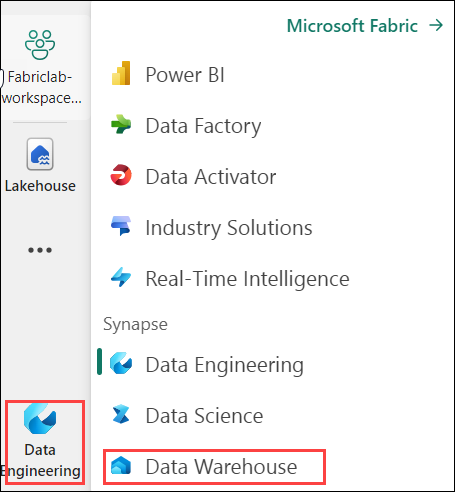 Microsoft Fabric →
Fabriclab-
workspace...
Power BI
Data Factory
Lakehouse
Data Activator
Industry Solutions
Real-Time Intelligence
Synapse
Data Engineering
Data Science
Data
Engineering
Data Warehouse